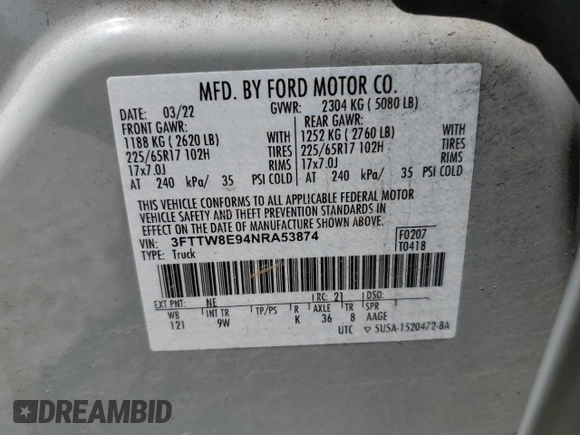 MFD. BY FORD MOTOR CO.
DATE: 03/22 GVWR: 2304 KG ( 5080 LB)
FRONT GAWR: REAR GAWR:
1188 KG ( 2620 LB) WITH 1252 KG ( 2760 LB) WITH
225/65R17 102H TIRES 225/65R17 102H TIRES
17x7.0J RIMS 17x7.0J RIMS
AT 240 kPa/ 35 PSI COLD AT 240 kPa/ 35 PSI COLD
THIS VEHICLE CONFORMS TO ALL APPLICABLE FEDERAL MOTOR
VEHICLE SAFETY AND THEFT PREVENTION STANDARDS IN
EFFECT ON THE DATE OF MANUFACTURE SHOWN ABOVE.
VIN: 3FTTW8E94NRA53874 F0207
TYPE: Truck T0418
EXT PNT: NE RC: 21 DSO:
WB INT TR TP/PS R AXLE TR SPR
121 9W K 36 8 AAGE
UTC ▽ 5U5A-1520472-BA
DREAMBID